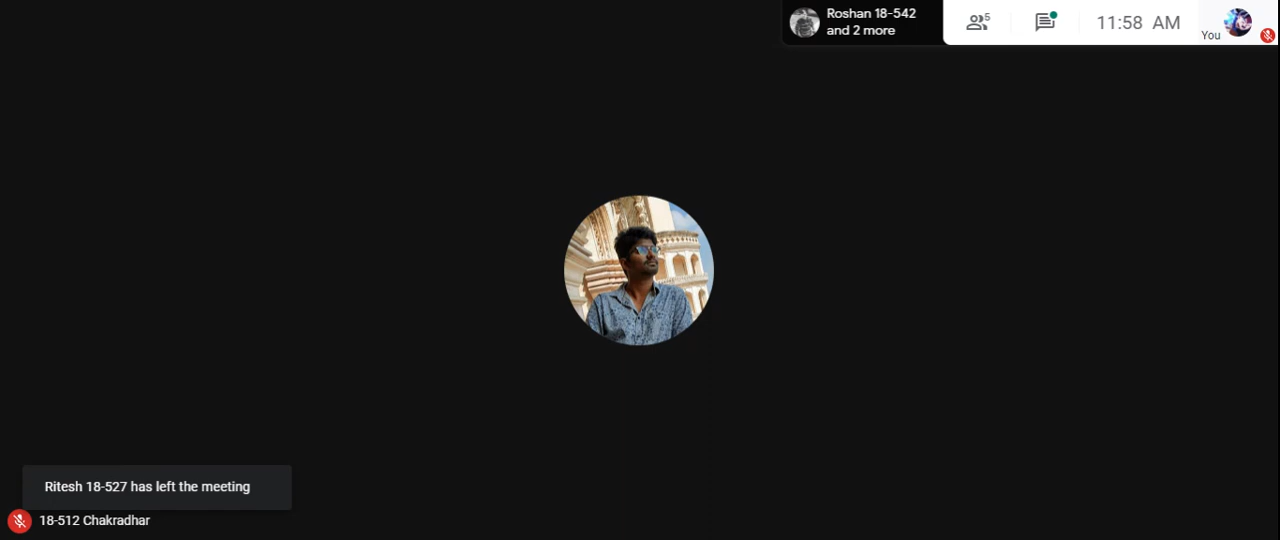 Roshan 18-542
and 2 more
5
11:58 AM
You
Ritesh 18-527 has left the meeting
18-512 Chakradhar